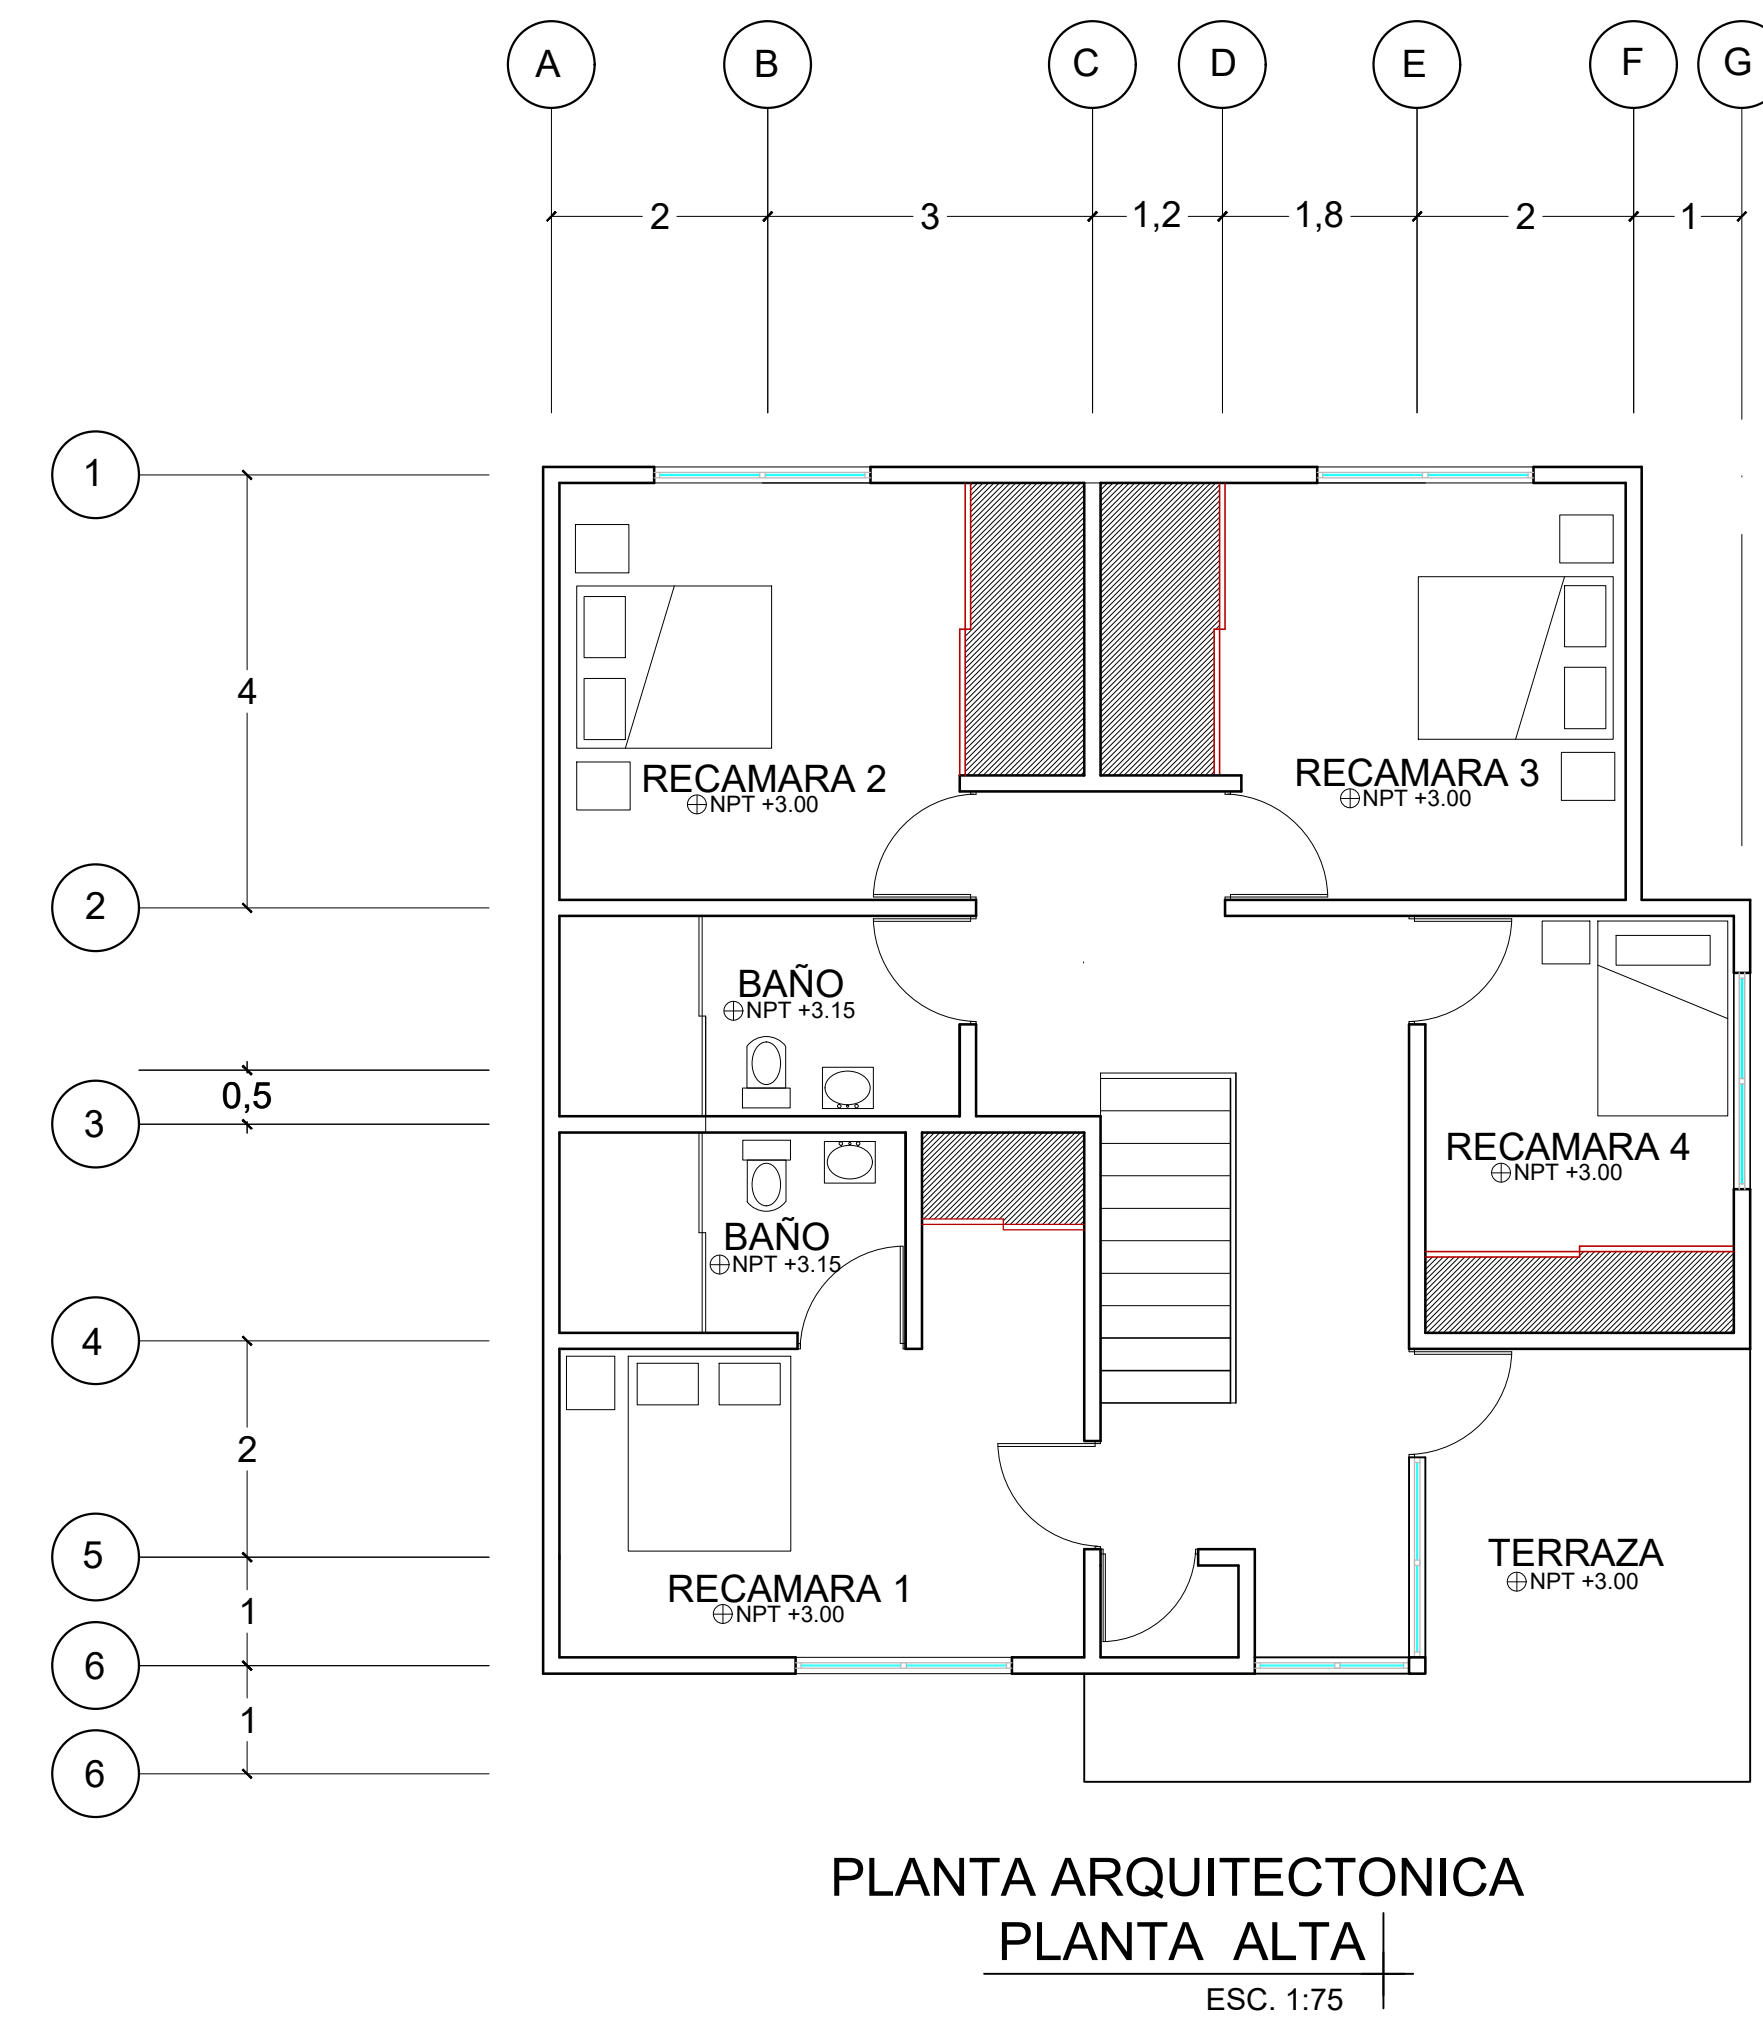 A B C D E F G
2 3 1,2 1,8 2 1
1
4
RECAMARA 2
NPT +3.00
RECAMARA 3
NPT +3.00
2
BAÑO
NPT +3.15
0,5
3
RECAMARA 4
NPT +3.00
BAÑO
NPT +3.15
4
2
5
TERRAZA
NPT +3.00
RECAMARA 1
NPT +3.00
1
6
1
6
PLANTA ARQUITECTONICA
PLANTA ALTA
ESC. 1:75